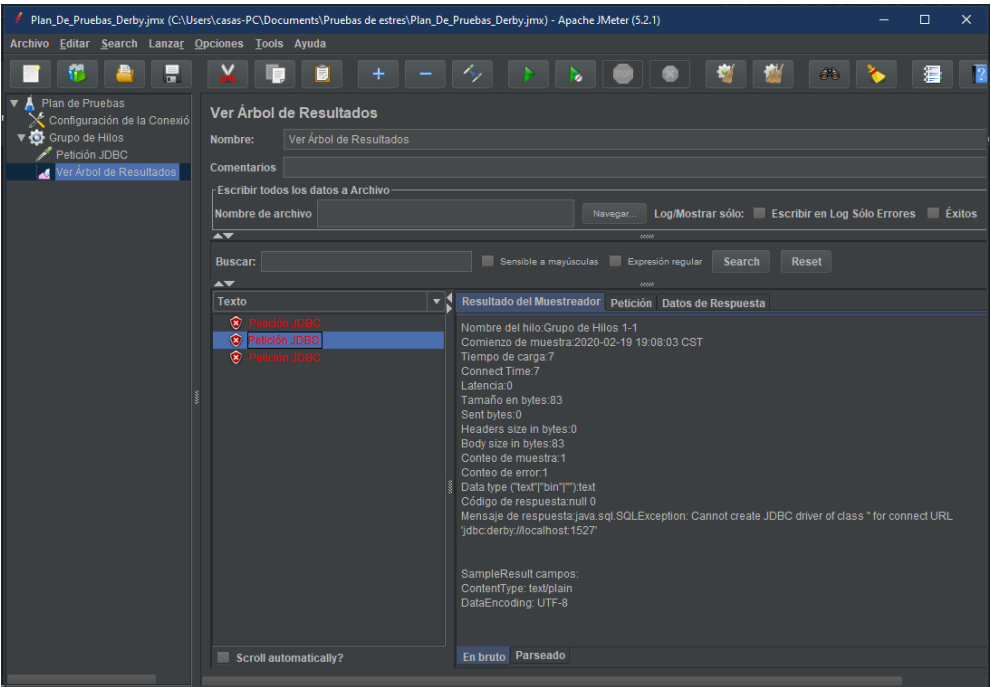 Plan_De_Pruebas_Derby.jmx (C:\Users\casas-PC\Documents\Pruebas de estres\Plan_De_Pruebas_Derby.jmx) - Apache JMeter (5.2.1)
Archivo Editar Search Lanzar Opciones Tools Ayuda
STOP
Plan de Pruebas
Configuración de la Conexió
Grupo de Hilos
Petición JDBC
Ver Árbol de Resultados
Ver Árbol de Resultados
Nombre: Ver Árbol de Resultados
Comentarios
Escribir todos los datos a Archivo
Nombre de archivo Navegar... Log/Mostrar sólo: Escribir en Log Sólo Errores Éxitos
Buscar: Sensible a mayúsculas Expresión regular Search Reset
Texto
Petición JDBC
Petición JDBC
Petición JDBC
Scroll automatically?
Resultado del Muestreador Petición Datos de Respuesta
Nombre del hilo:Grupo de Hilos 1-1
Comienzo de muestra:2020-02-19 19:08:03 CST
Tiempo de carga:7
Connect Time:7
Latencia:0
Tamaño en bytes:83
Sent bytes:0
Headers size in bytes:0
Body size in bytes:83
Conteo de muestra:1
Conteo de error:1
Data type ("text"|"bin"|""):text
Código de respuesta:null 0
Mensaje de respuesta:java.sql.SQLException: Cannot create JDBC driver of class '' for connect URL
'jdbc:derby://localhost:1527'
SampleResult campos:
ContentType: text/plain
DataEncoding: UTF-8
En bruto Parseado